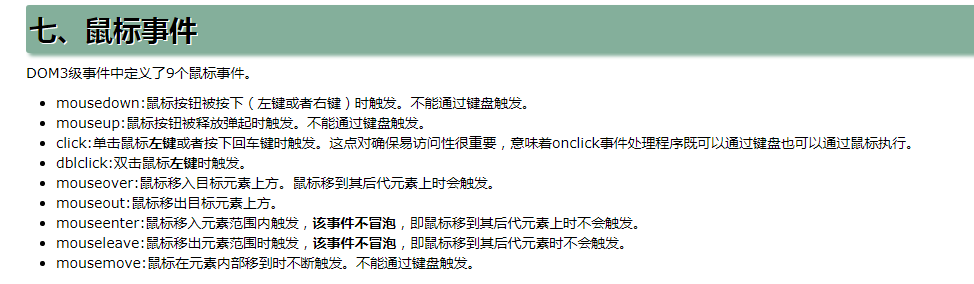 七、鼠标事件
DOM3级事件中定义了9个鼠标事件。
mousedown:鼠标按钮被按下（左键或者右键）时触发。不能通过键盘触发。
mouseup:鼠标按钮被释放弹起时触发。不能通过键盘触发。
click:单击鼠标左键或者按下回车键时触发。这点对确保易访问性很重要，意味着onclick事件处理程序既可以通过键盘也可以通过鼠标执行。
dblclick:双击鼠标左键时触发。
mouseover:鼠标移入目标元素上方。鼠标移到其后代元素上时会触发。
mouseout:鼠标移出目标元素上方。
mouseenter:鼠标移入元素范围内触发，该事件不冒泡，即鼠标移到其后代元素上时不会触发。
mouseleave:鼠标移出元素范围时触发，该事件不冒泡，即鼠标移到其后代元素时不会触发。
mousemove:鼠标在元素内部移到时不断触发。不能通过键盘触发。